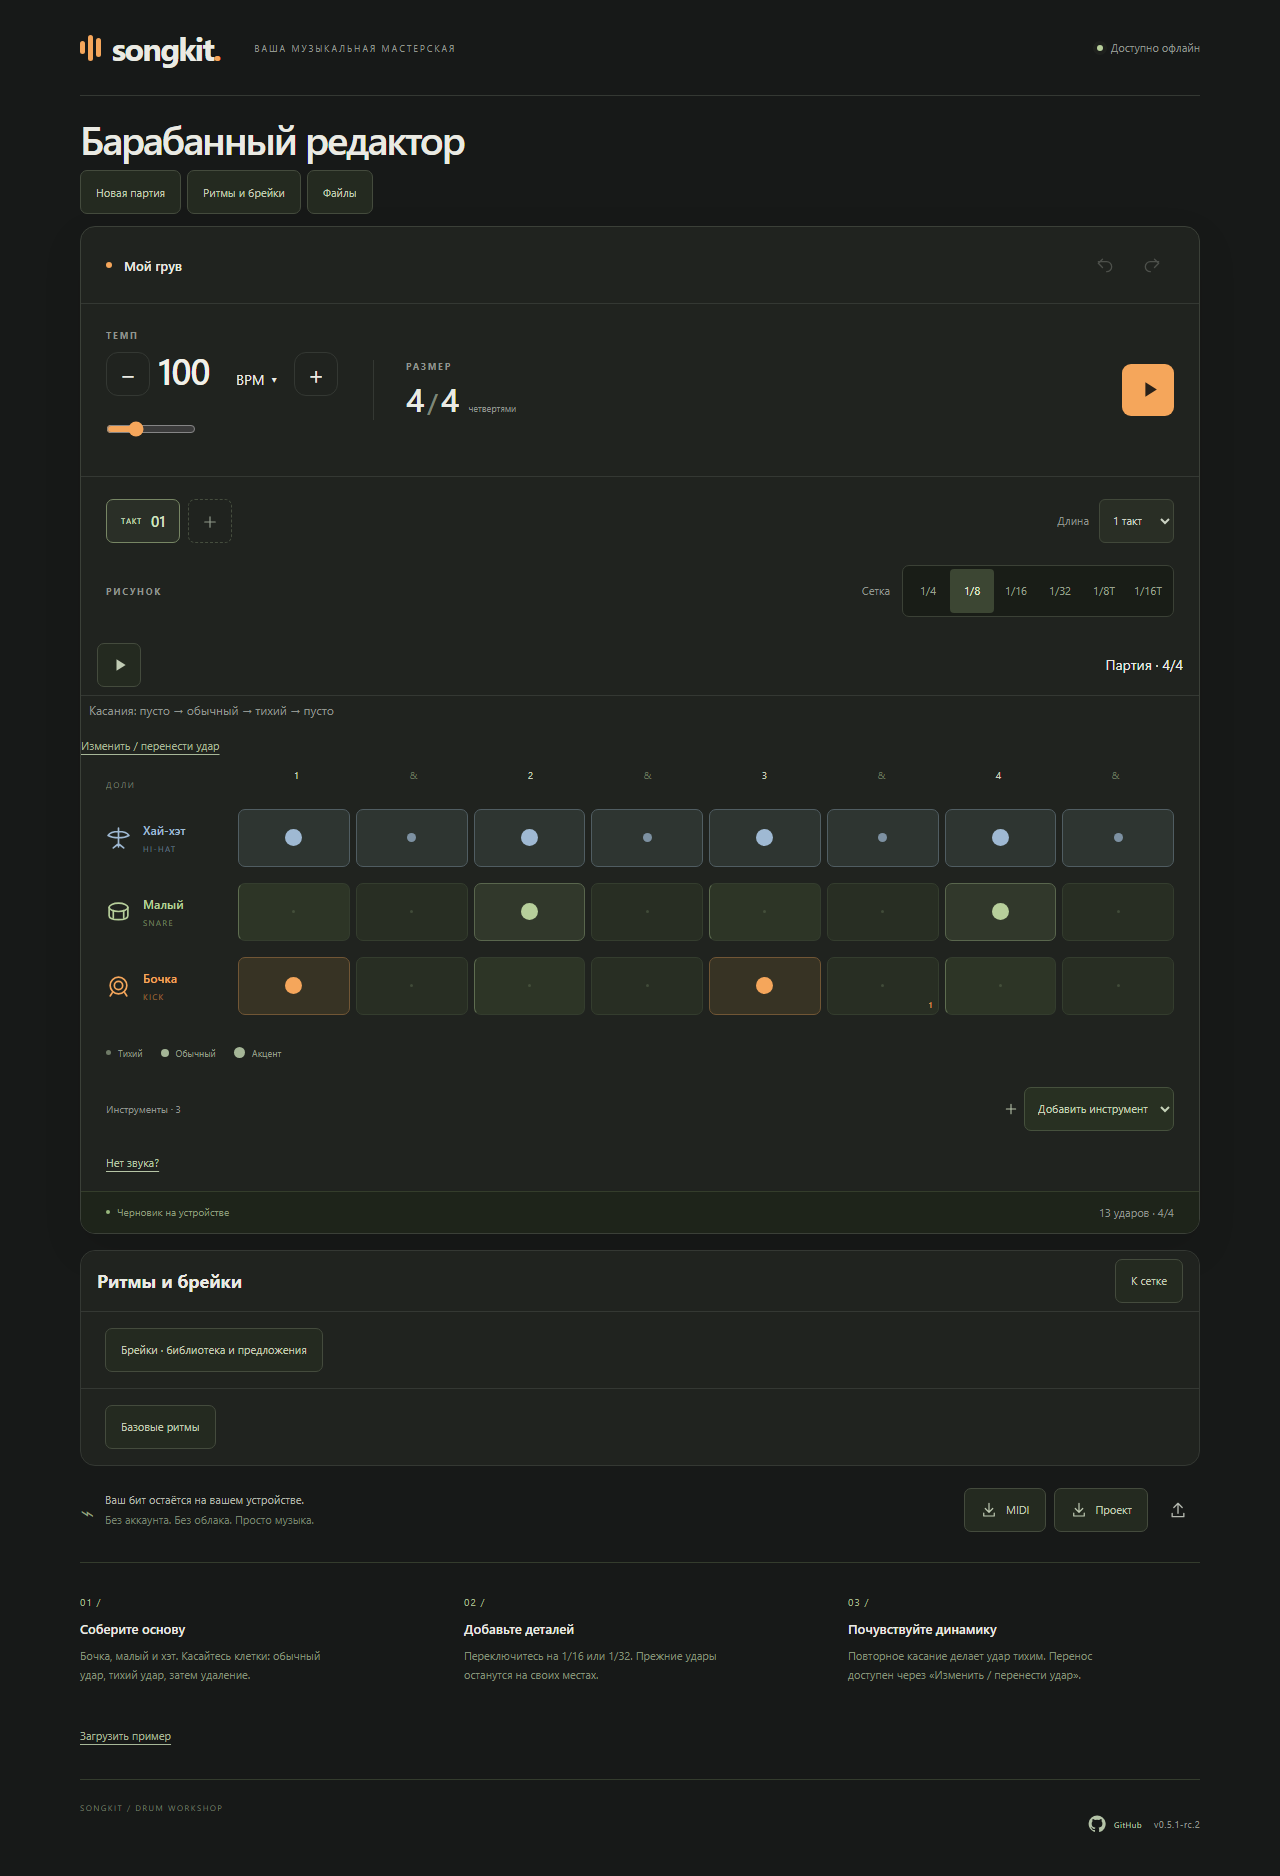 songkit.
ВАША МУЗЫКАЛЬНАЯ МАСТЕРСКАЯ
Доступно офлайн
Барабанный редактор
Новая партия
Ритмы и брейки
Файлы
Мой грув
ТЕМП
− 100 BPM ▾ +
РАЗМЕР
4/4 четвертями
ТАКТ 01
+
Длина
1 такт
РИСУНОК
Сетка
1/4 1/8 1/16 1/32 1/8T 1/16T
Партия · 4/4
Касания: пусто → обычный → тихий → пусто
Изменить / перенести удар
ДОЛИ
1 & 2 & 3 & 4 &
Хай-хэт
HI-HAT
Малый
SNARE
Бочка
KICK
1
Тихий
Обычный
Акцент
Инструменты · 3
+ Добавить инструмент
Нет звука?
Черновик на устройстве
13 ударов · 4/4
Ритмы и брейки
К сетке
Брейки · библиотека и предложения
Базовые ритмы
Ваш бит остаётся на вашем устройстве.
Без аккаунта. Без облака. Просто музыка.
MIDI
Проект
01 /
Соберите основу
Бочка, малый и хэт. Касайтесь клетки: обычный
удар, тихий удар, затем удаление.
02 /
Добавьте деталей
Переключитесь на 1/16 или 1/32. Прежние удары
останутся на своих местах.
03 /
Почувствуйте динамику
Повторное касание делает удар тихим. Перенос
доступен через «Изменить / перенести удар».
Загрузить пример
SONGKIT / DRUM WORKSHOP
GitHub
v0.5.1-rc.2